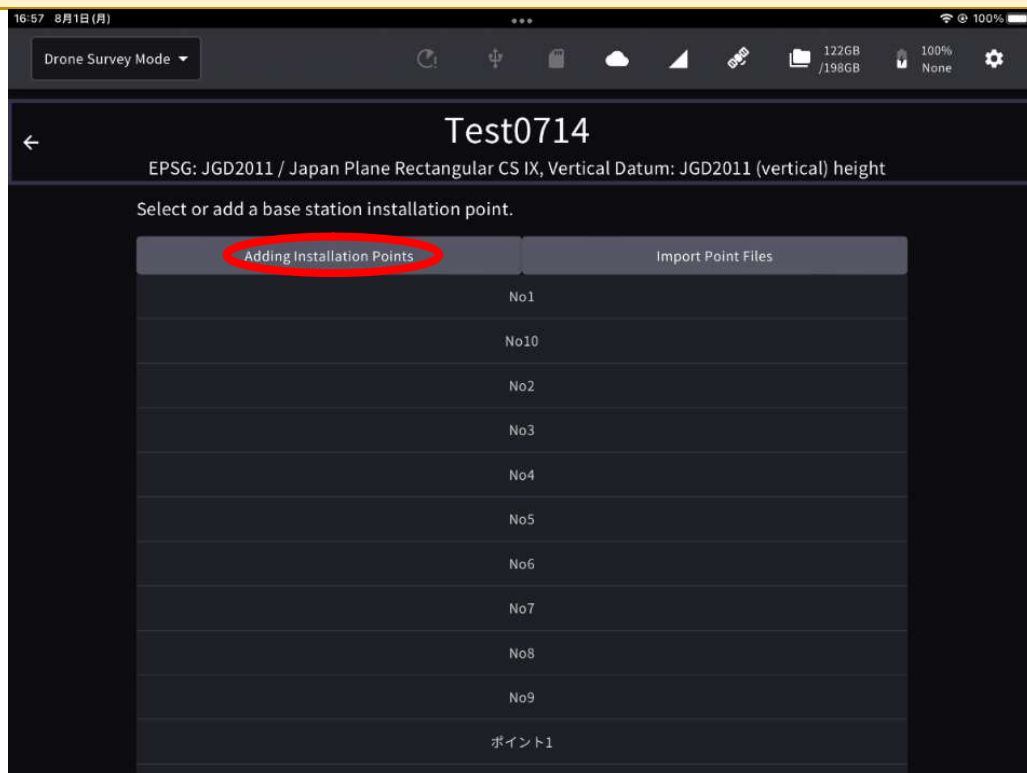 16:57 8月1日(月)
100%
Drone Survey Mode
122GB
/198GB
100%
None
Test0714
EPSG: JGD2011 / Japan Plane Rectangular CS IX, Vertical Datum: JGD2011 (vertical) height
Select or add a base station installation point.
Adding Installation Points
Import Point Files
No1
No10
No2
No3
No4
No5
No6
No7
No8
No9
ポイント1